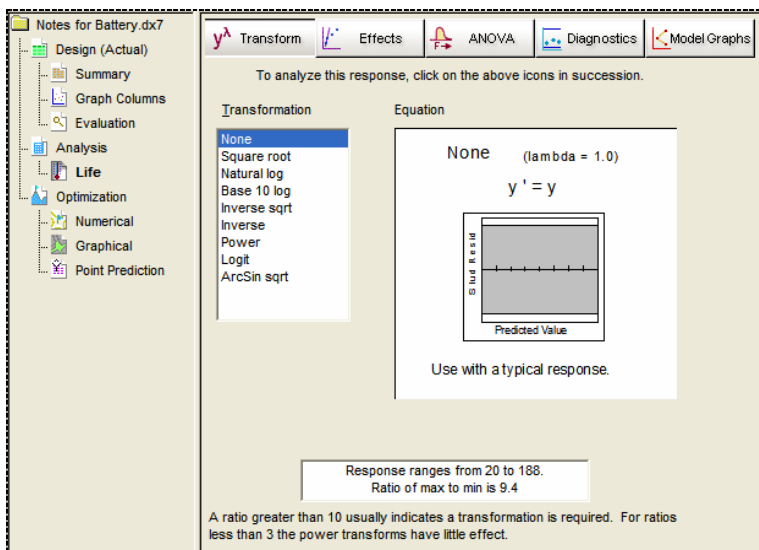 Notes for Battery.dx7
Design (Actual)
Summary
Graph Columns
Evaluation
Analysis
Life
Optimization
Numerical
Graphical
Point Prediction
yλ Transform
Effects
F ANOVA
Diagnostics
Model Graphs
To analyze this response, click on the above icons in succession.
Transformation
None
Square root
Natural log
Base 10 log
Inverse sqrt
Inverse
Power
Logit
ArcSin sqrt
Equation
None (lambda = 1.0)
y ' = y
Stud Resid
Predicted Value
Use with a typical response.
Response ranges from 20 to 188.
Ratio of max to min is 9.4
A ratio greater than 10 usually indicates a transformation is required. For ratios
less than 3 the power transforms have little effect.